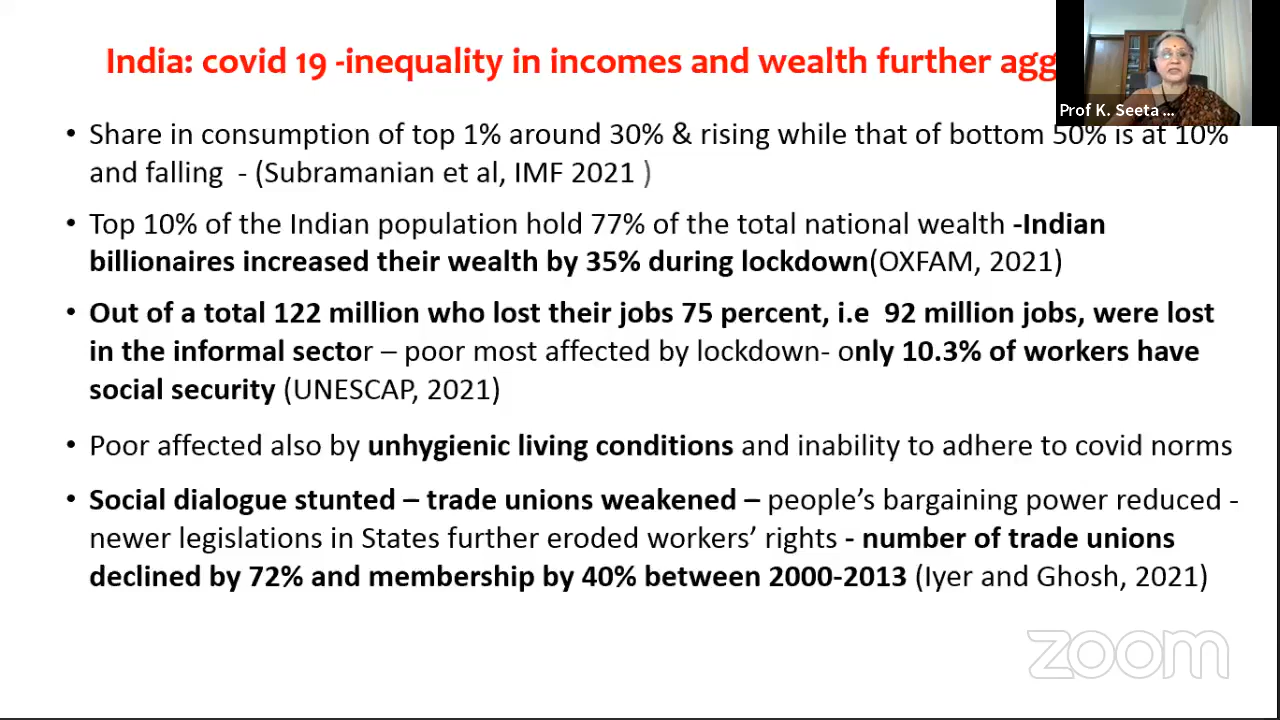 India: covid 19 -inequality in incomes and wealth further agg
Prof K. Seeta ...
• Share in consumption of top 1% around 30% & rising while that of bottom 50% is at 10%
and falling - (Subramanian et al, IMF 2021 )
• Top 10% of the Indian population hold 77% of the total national wealth -Indian
billionaires increased their wealth by 35% during lockdown(OXFAM, 2021)
• Out of a total 122 million who lost their jobs 75 percent, i.e 92 million jobs, were lost
in the informal sector – poor most affected by lockdown- only 10.3% of workers have
social security (UNESCAP, 2021)
• Poor affected also by unhygienic living conditions and inability to adhere to covid norms
• Social dialogue stunted – trade unions weakened – people’s bargaining power reduced -
newer legislations in States further eroded workers’ rights - number of trade unions
declined by 72% and membership by 40% between 2000-2013 (Iyer and Ghosh, 2021)
zoom